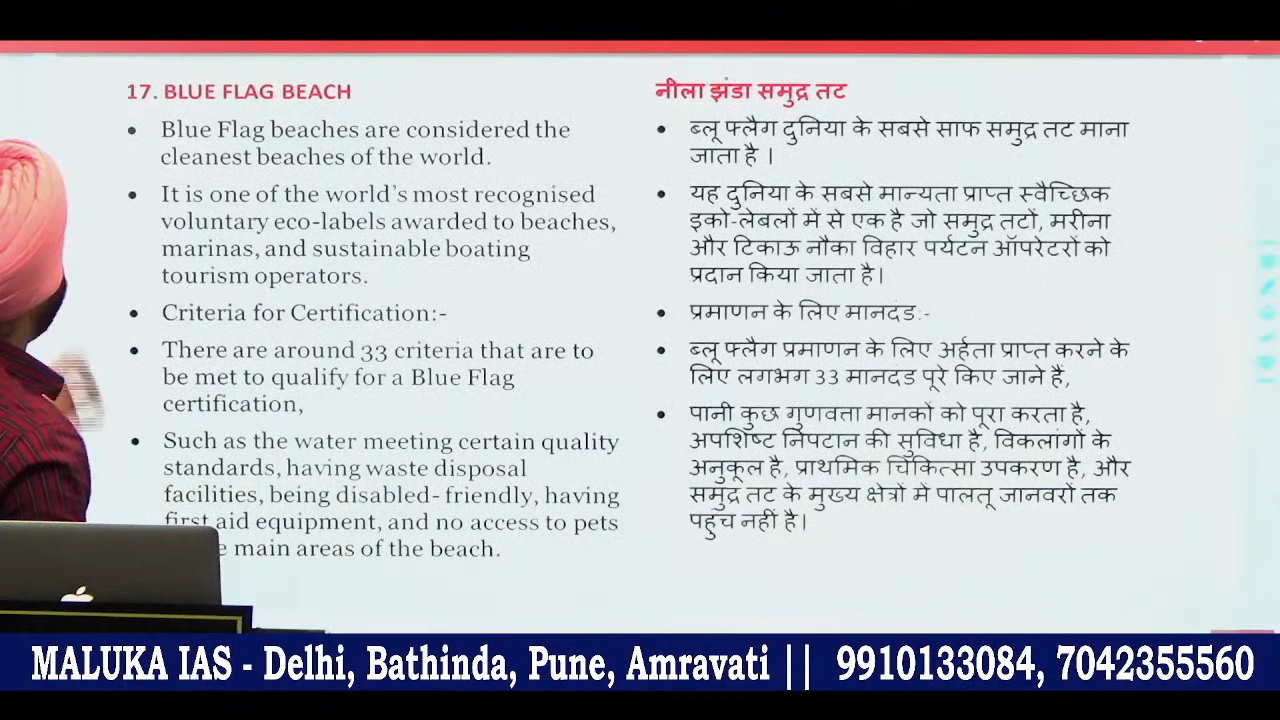 17. BLUE FLAG BEACH
• Blue Flag beaches are considered the
cleanest beaches of the world.
• It is one of the world's most recognised
voluntary eco-labels awarded to beaches,
marinas, and sustainable boating
tourism operators.
• Criteria for Certification:-
• There are around 33 criteria that are to
be met to qualify for a Blue Flag
certification,
• Such as the water meeting certain quality
standards, having waste disposal
facilities, being disabled- friendly, having
first aid equipment, and no access to pets
main areas of the beach.
नीला झंडा समुद्र तट
• ब्लू फ्लैग दुनिया के सबसे साफ समुद्र तट माना
जाता है ।
• यह दुनिया के सबसे मान्यता प्राप्त स्वैच्छिक
इको-लेबलों में से एक है जो समुद्र तटों, मरीना
और टिकाऊ नौका विहार पर्यटन ऑपरेटरों को
प्रदान किया जाता है।
• प्रमाणन के लिए मानदंड:-
• ब्लू फ्लैग प्रमाणन के लिए अर्हता प्राप्त करने के
लिए लगभग 33 मानदंड पूरे किए जाने हैं,
• पानी कुछ गुणवत्ता मानकों को पूरा करता है,
अपशिष्ट निपटान की सुविधा है, विकलांगों के
अनुकूल है, प्राथमिक चिकित्सा उपकरण है, और
समुद्र तट के मुख्य क्षेत्रों में पालतू जानवरों तक
पहुंच नहीं है।
MALUKA IAS - Delhi, Bathinda, Pune, Amravati || 9910133084, 7042355560